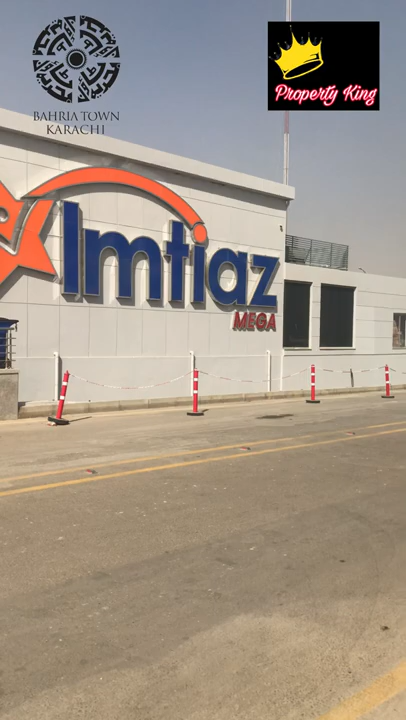 BAHRIA TOWN
KARACHI
Property King
Imtiaz
MEGA